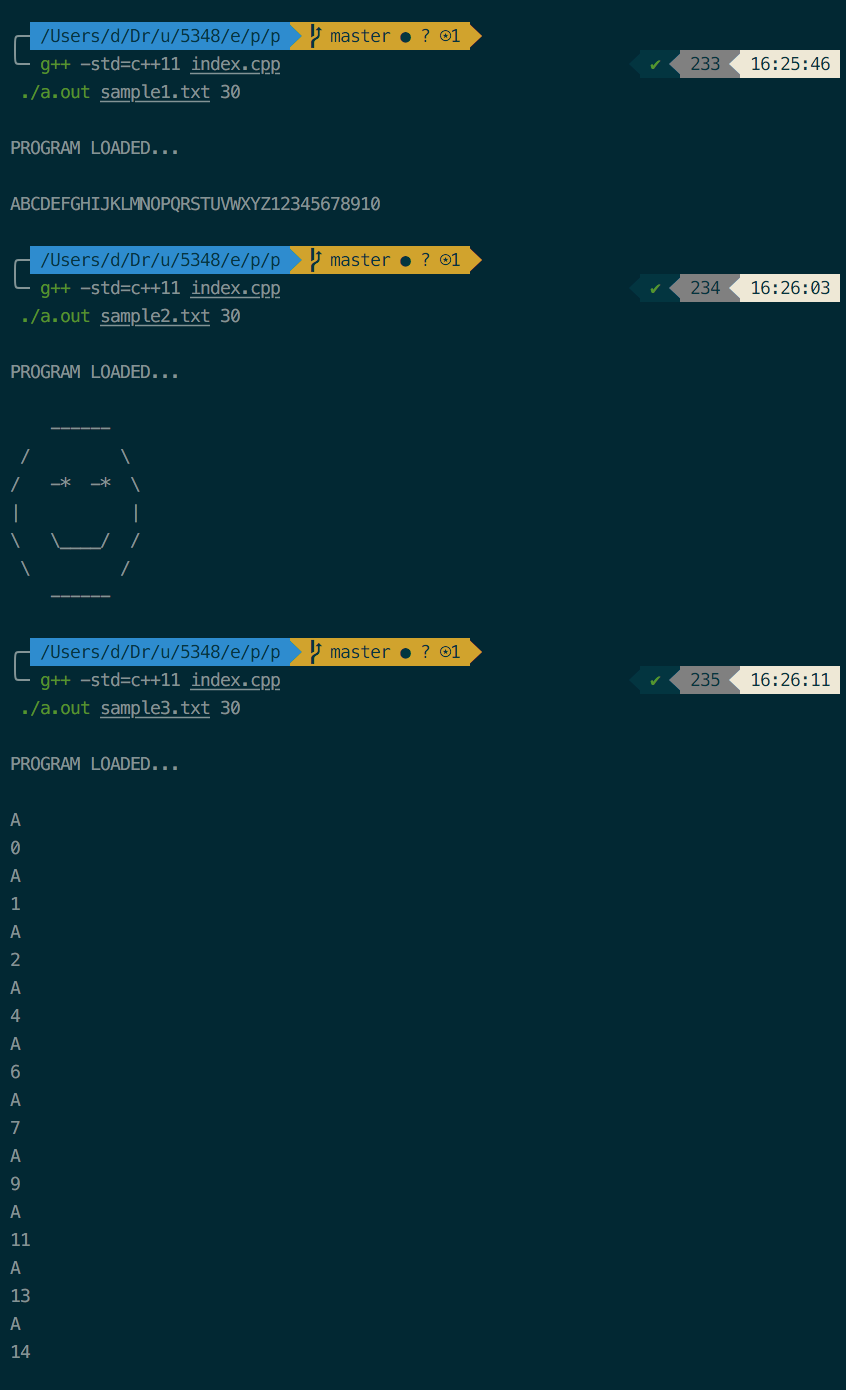 /Users/d/Dr/u/5348/e/p/p master ● ? ⍟1
g++ -std=c++11 index.cpp ✔ 233 16:25:46
./a.out sample1.txt 30
PROGRAM LOADED...
ABCDEFGHIJKLMNOPQRSTUVWXYZ12345678910
/Users/d/Dr/u/5348/e/p/p master ● ? ⍟1
g++ -std=c++11 index.cpp ✔ 234 16:26:03
./a.out sample2.txt 30
PROGRAM LOADED...
    ------
 /         \
/   -*  -*  \
|           |
\   \____/  /
 \         /
    ------
/Users/d/Dr/u/5348/e/p/p master ● ? ⍟1
g++ -std=c++11 index.cpp ✔ 235 16:26:11
./a.out sample3.txt 30
PROGRAM LOADED...
A
0
A
1
A
2
A
4
A
6
A
7
A
9
A
11
A
13
A
14